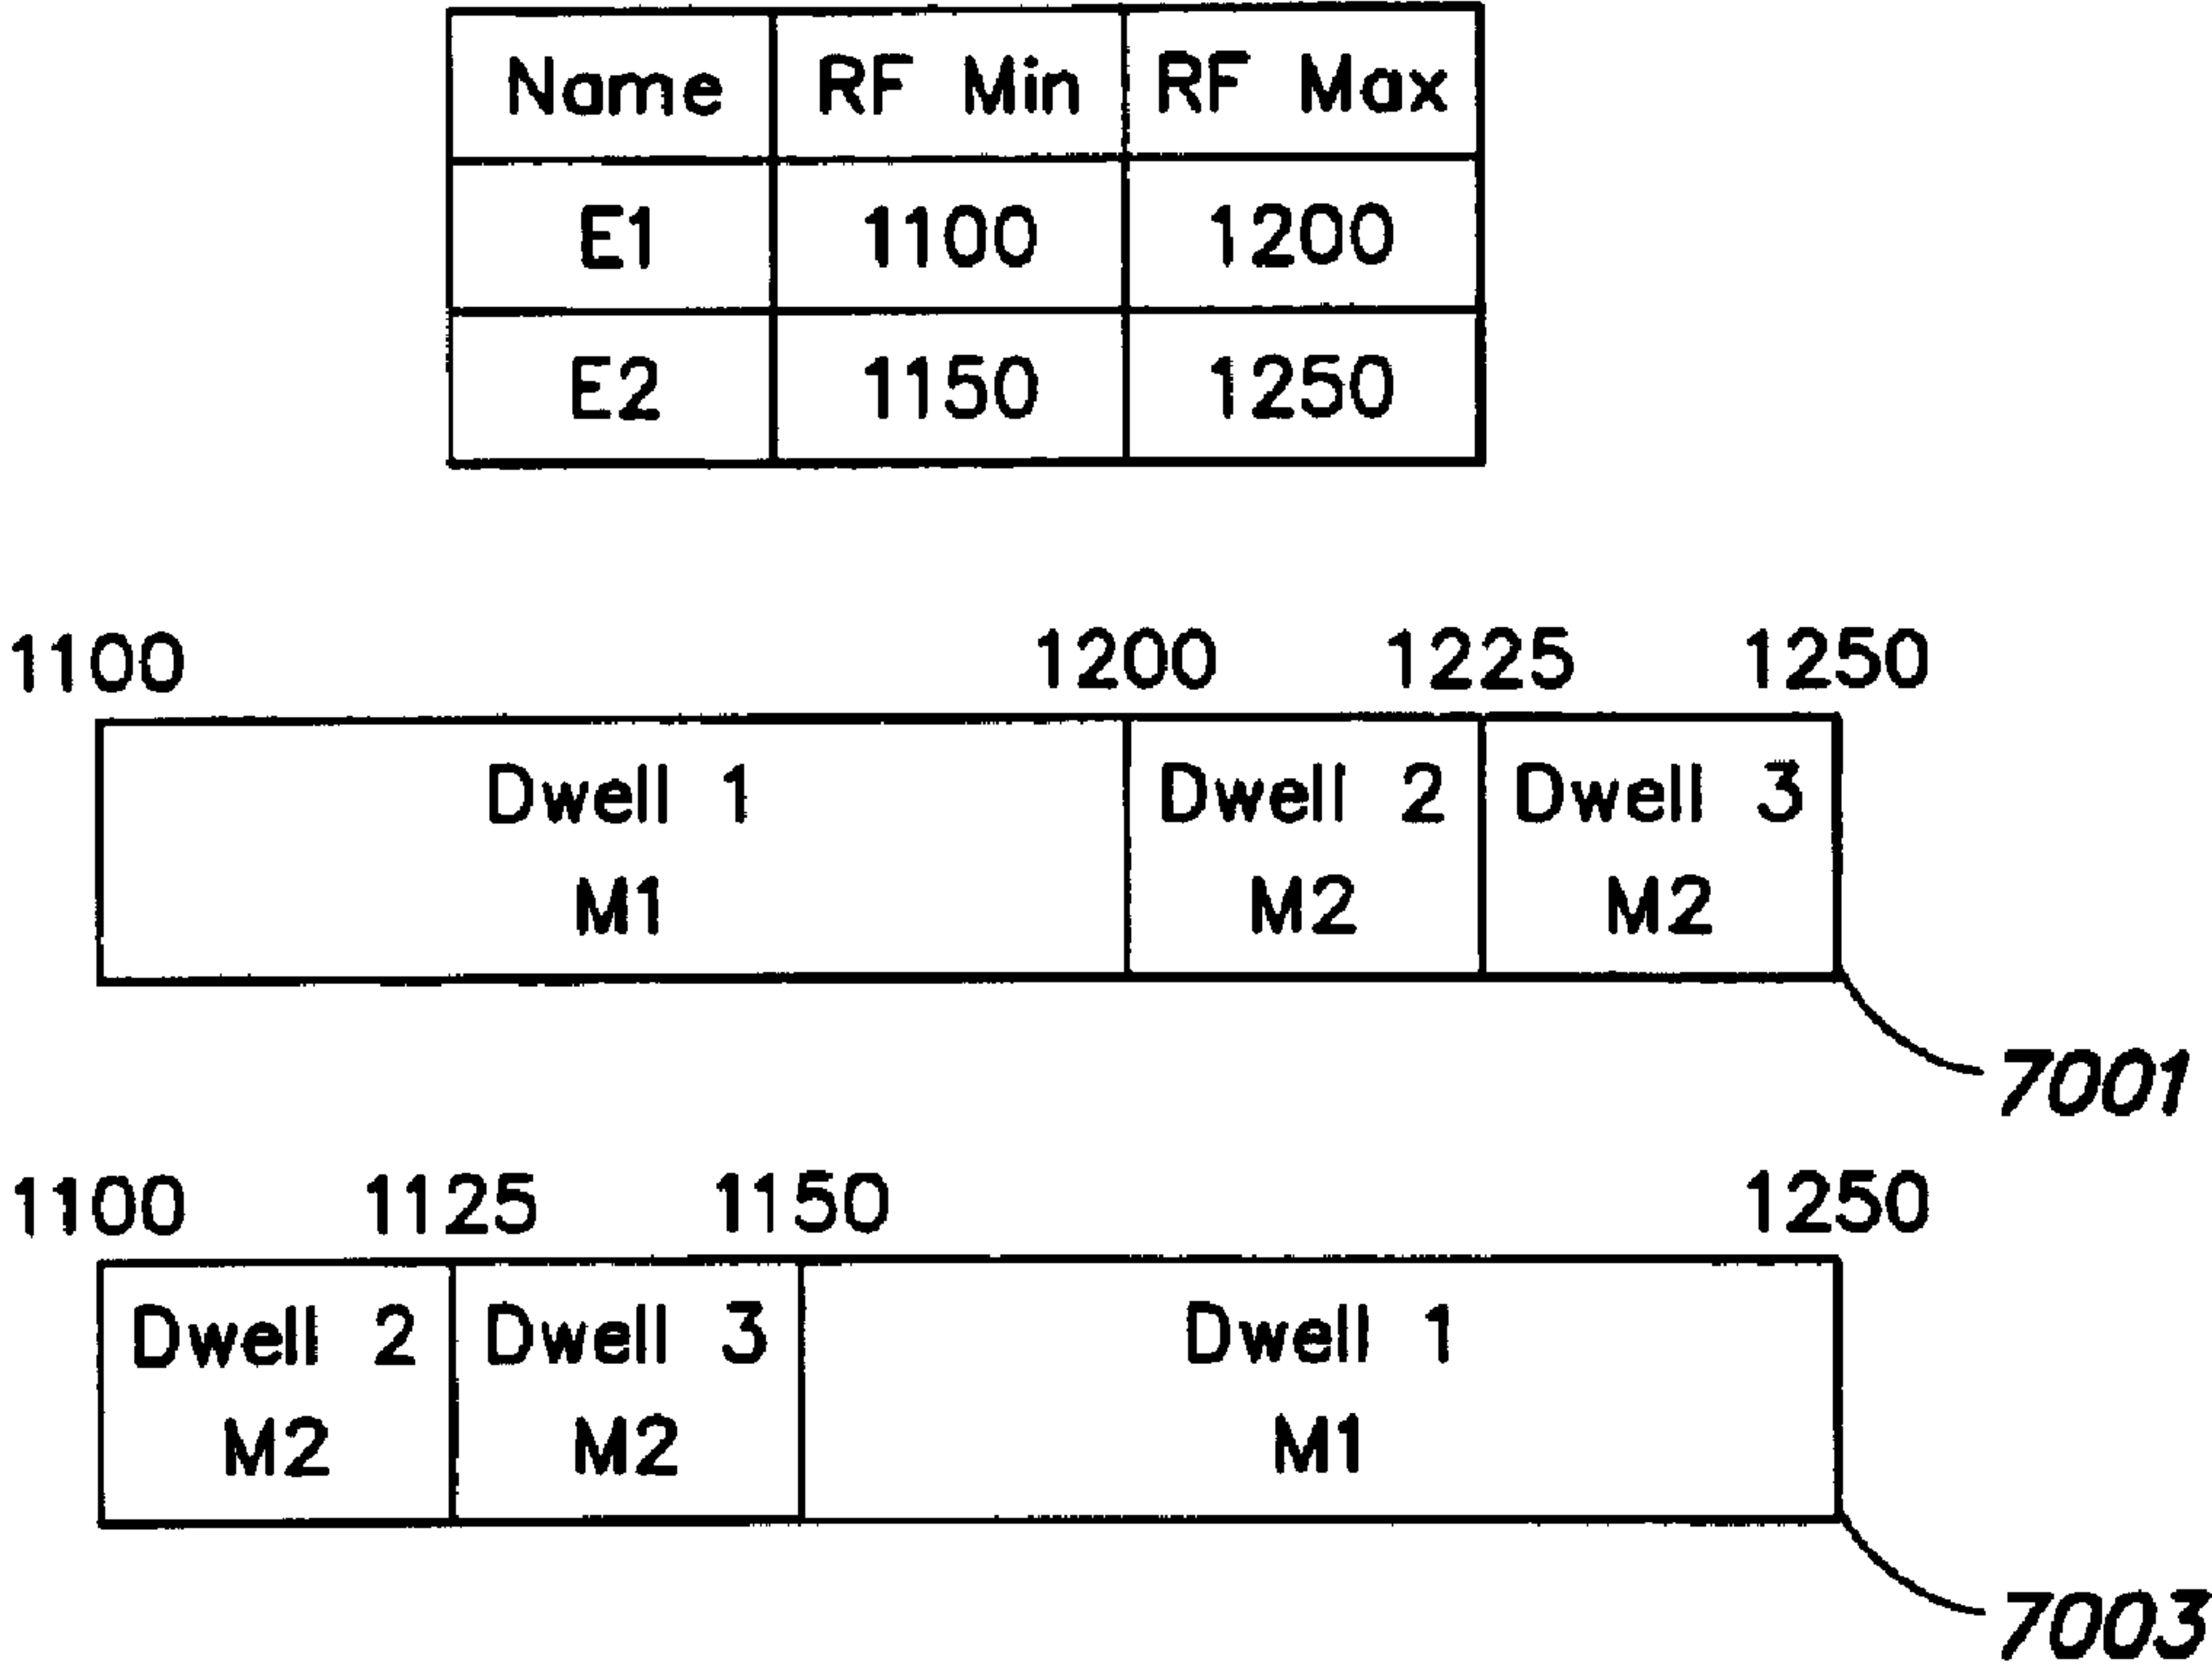 Name RF Min RF Max
E1 1100 1200
E2 1150 1250
1100 1200 1225 1250
Dwell 1 Dwell 2 Dwell 3
M1 M2 M2
7001
1100 1125 1150 1250
Dwell 2 Dwell 3 Dwell 1
M2 M2 M1
7003